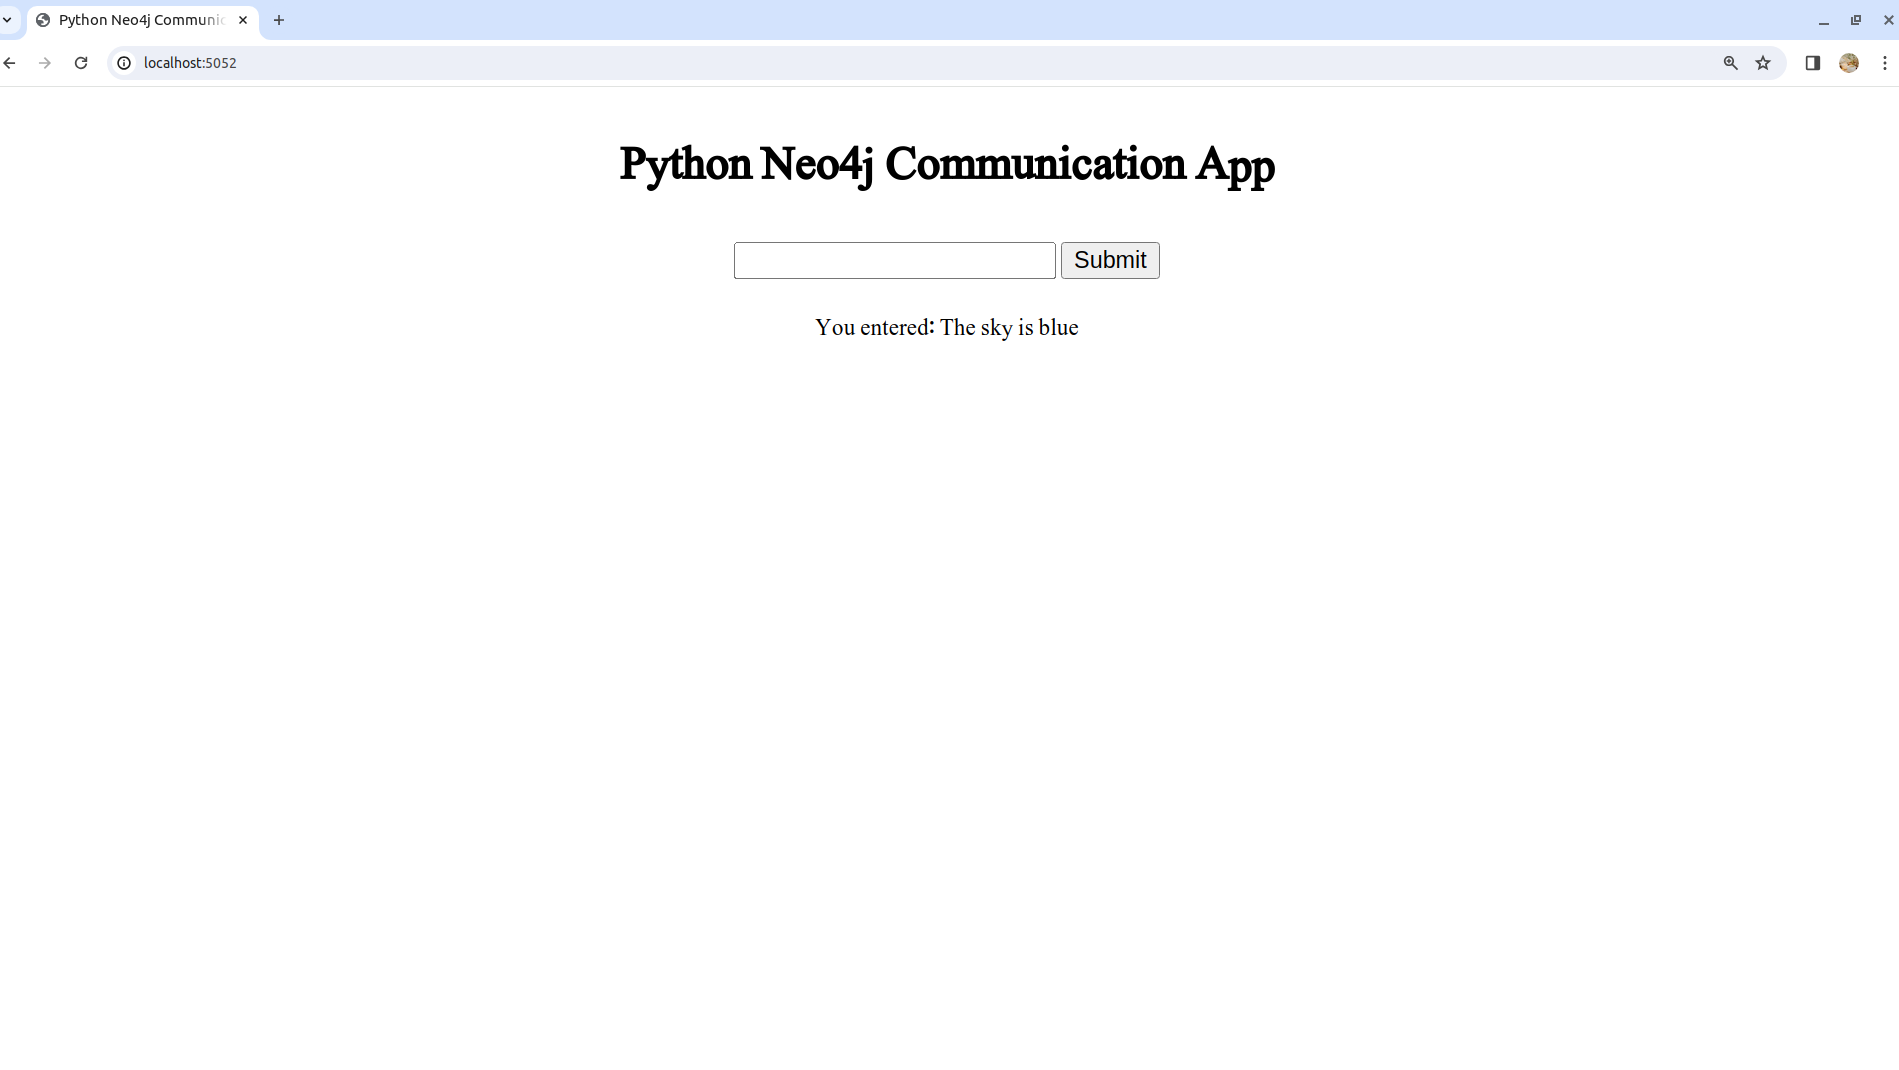 Python Neo4j Communic
localhost:5052
Python Neo4j Communication App
Submit
You entered: The sky is blue